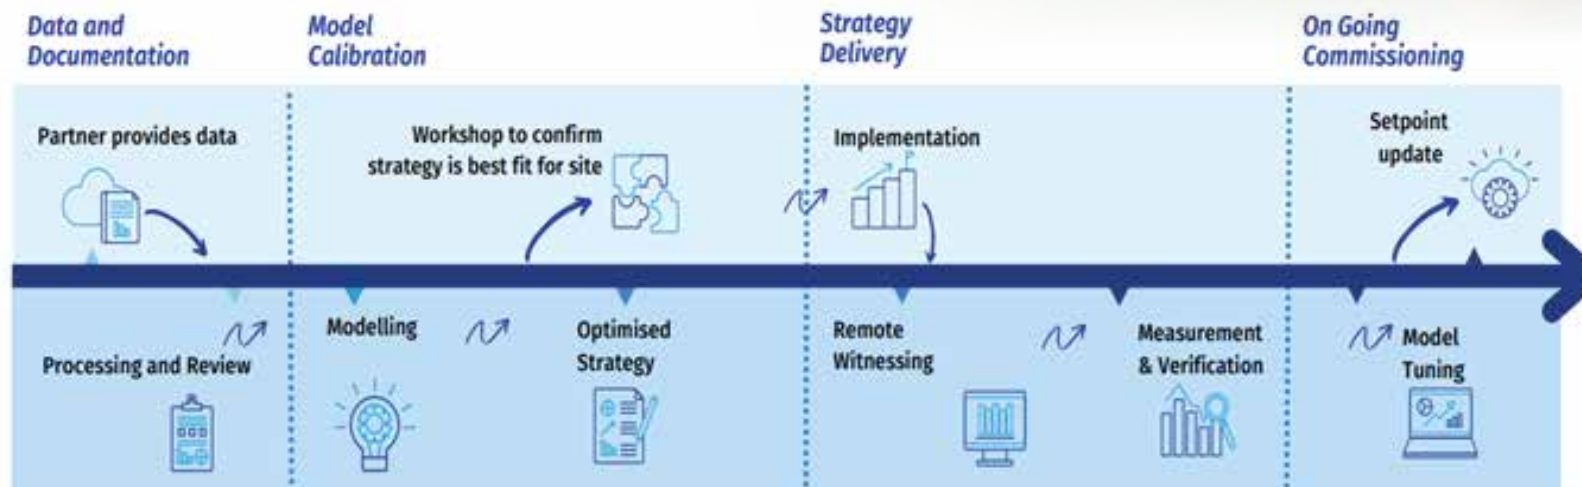 Data and
Documentation
Model
Calibration
Strategy
Delivery
On Going
Commissioning
Partner provides data
Workshop to confirm
strategy is best fit for site
Implementation
Setpoint
update
Processing and Review
Modelling
Optimised
Strategy
Remote
Witnessing
Measurement
& Verification
Model
Tuning